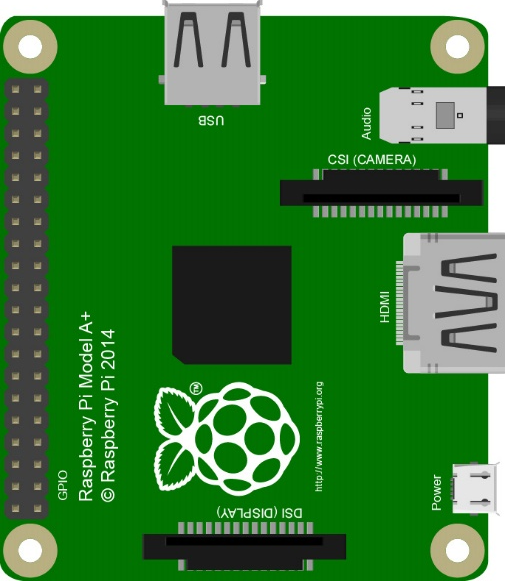 USB
Audio
CSI (CAMERA)
HDMI
Raspberry Pi Model A+
© Raspberry Pi 2014
http://www.raspberrypi.org
GPIO
Power
DSI (DISPLAY)